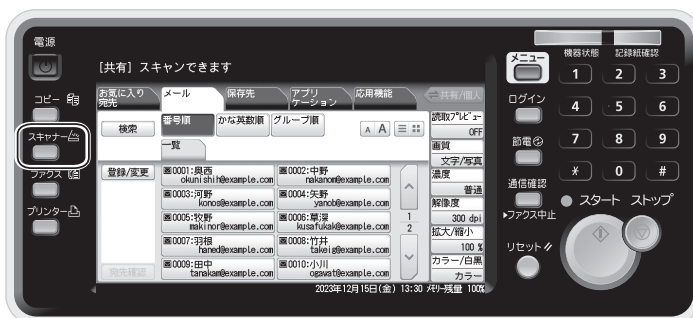 電源
[共有] スキャンできます
コピー
スキャナー
ファクス
プリンター
お気に入り
宛先
メール
保存先
アプリ
ケーション
応用機能
共有/個人
検索
番号順
かな英数順
グループ順
A A
一覧
登録/変更
0001:奥西
okunishih@example.com
0002:中野
nakanom@example.com
0003:河野
konos@example.com
0004:矢野
yanob@example.com
0005:牧野
makinor@example.com
0006:草深
kusafukak@example.com
0007:羽根
haned@example.com
0008:竹井
takeig@example.com
0009:田中
tanakam@example.com
0010:小川
ogavat@example.com
1
2
宛先確認
読取プレビュー
OFF
画質
文字/写真
濃度
普通
解像度
300 dpi
拡大/縮小
100 %
カラー/白黒
カラー
2023年12月15日(金) 13:30 メモリー残量 100%
メニュー
ログイン
節電
通信確認
ファクス中止
リセット
機器状態
記録紙確認
1 2 3
4 5 6
7 8 9
* 0 #
スタート
ストップ